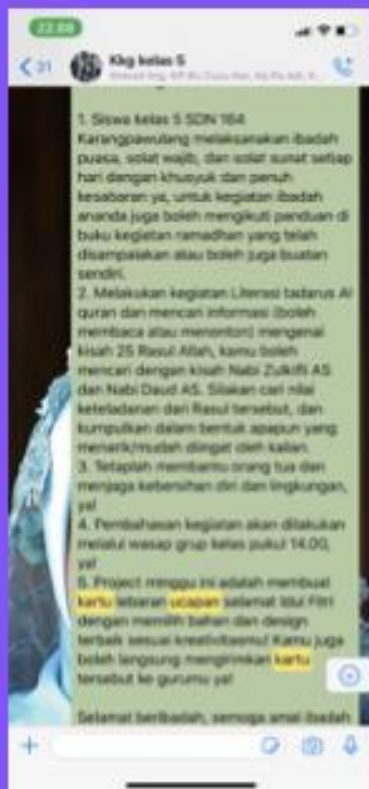 22.08
31
Kkg kelas 5
1. Siswa kelas 5 SDN 164
Karangpawulang melaksanakan ibadah
puasa, solat wajib, dan solat sunat setiap
hari dengan khusyuk dan penuh
kesabaran ya, untuk kegiatan ibadah
ananda juga boleh mengikuti panduan di
buku kegiatan ramadhan yang telah
disampaiakan atau boleh juga buatan
sendiri.
2. Melakukan kegiatan Literasi tadarus Al
quran dan mencari informasi (boleh
membaca atau menonton) mengenai
kisah 25 Rasul Allah, kamu boleh
mencari dengan kisah Nabi Zulkifli AS
dan Nabi Daud AS. Silakan cari nilai
keteladanan dari Rasul tersebut, dan
kumpulkan dalam bentuk apapun yang
menarik/mudah diingat oleh kalian.
3. Tetaplah membantu orang tua dan
menjaga kebersihan diri dan lingkungan,
ya!
4. Pembahasan kegiatan akan dilakukan
melalui wasap grup kelas pukul 14.00,
ya!
5. Project minggu ini adalah membuat
kartu lebaran ucapan selamat Idul Fitri
dengan memilih bahan dan design
terbaik sesuai kreativitasmu! Kamu juga
boleh langsung mengirimkan kartu
tersebut ke gurumu ya!
Selamat beribadah, semoga amal ibadah